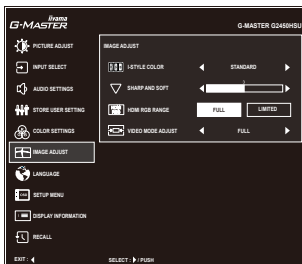 iiyama
G-MASTER
G-MASTER G2450HSU
PICTURE ADJUST
INPUT SELECT
AUDIO SETTINGS
STORE USER SETTING
COLOR SETTINGS
IMAGE ADJUST
LANGUAGE
SETUP MENU
DISPLAY INFORMATION
RECALL
IMAGE ADJUST
I-STYLE COLOR STANDARD
SHARP AND SOFT
HDMI RGB RANGE FULL LIMITED
VIDEO MODE ADJUST FULL
EXIT :
SELECT : / PUSH